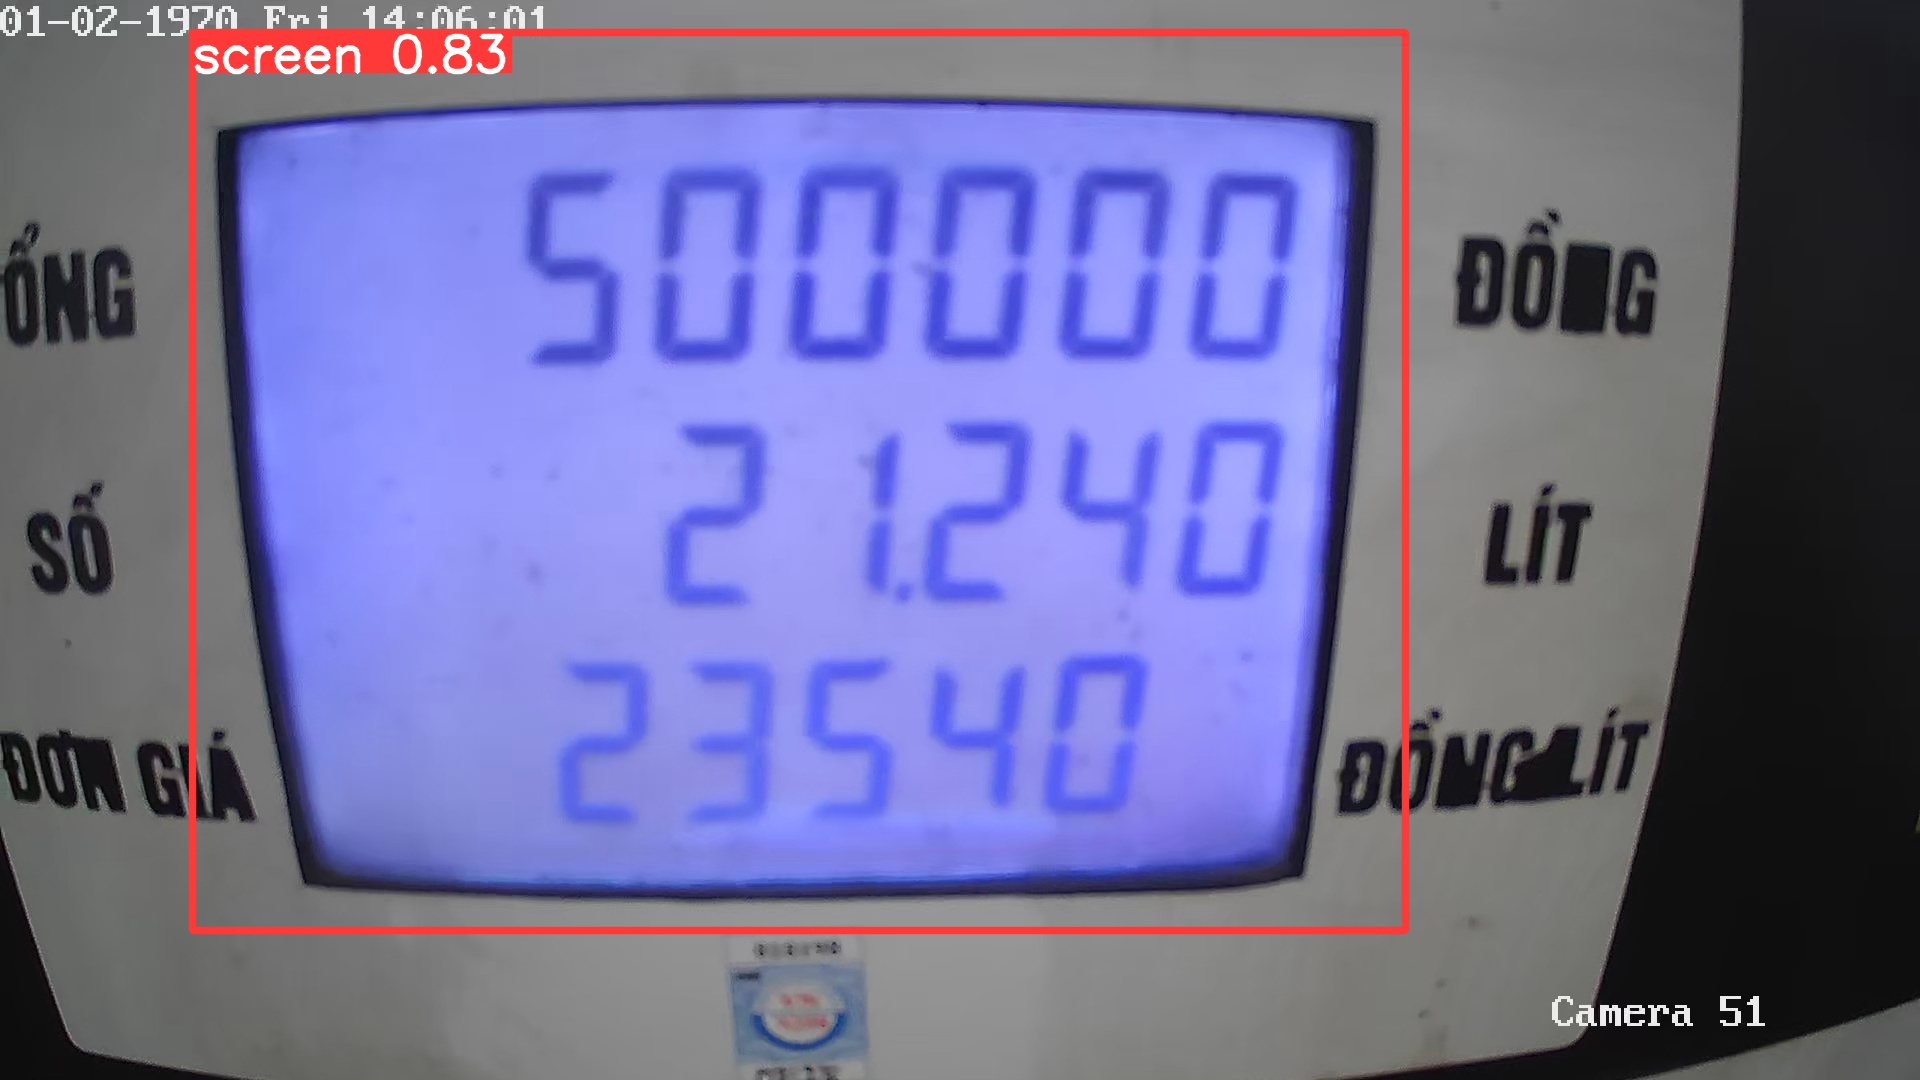 01-02-1970 Fri 14:06:01
screen 0.83
500000
ỔNG
ĐỒNG
21.240
SỐ
LÍT
23540
ĐƠN GIÁ
ĐỒNG/LÍT
Camera 51